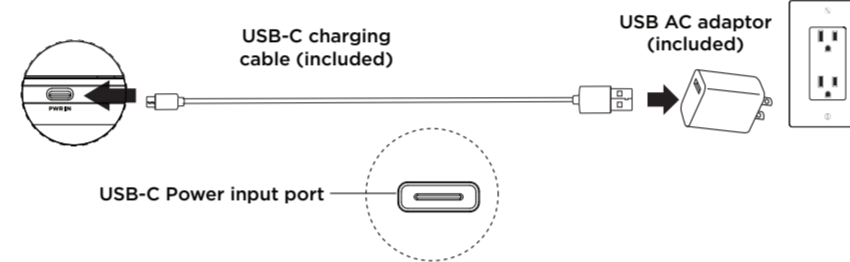 USB-C charging
cable (included)
USB AC adaptor
(included)
PWR IN
USB-C Power input port